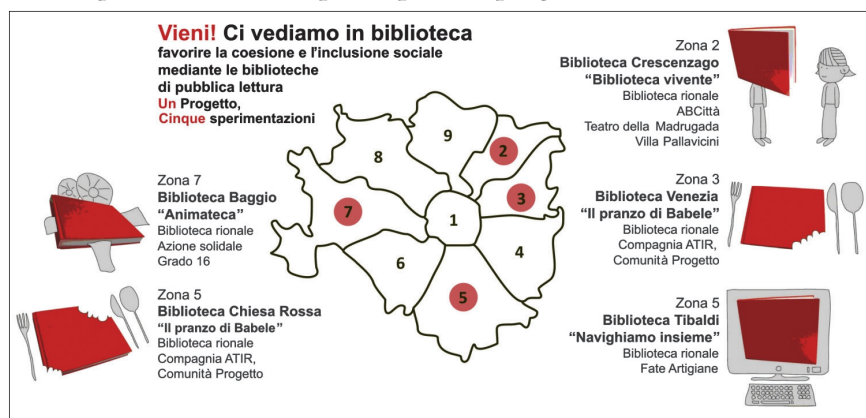 Vieni! Ci vediamo in biblioteca
favorire la coesione e l'inclusione sociale
mediante le biblioteche
di pubblica lettura
Un Progetto,
Cinque sperimentazioni
Zona 2
Biblioteca Crescenzago
“Biblioteca vivente”
Biblioteca rionale
ABCittà
Teatro della Madrugada
Villa Pallavicini
Zona 7
Biblioteca Baggio
“Animateca”
Biblioteca rionale
Azione solidale
Grado 16
Zona 3
Biblioteca Venezia
“Il pranzo di Babele”
Biblioteca rionale
Compagnia ATIR,
Comunità Progetto
Zona 5
Biblioteca Chiesa Rossa
“Il pranzo di Babele”
Biblioteca rionale
Compagnia ATIR,
Comunità Progetto
Zona 5
Biblioteca Tibaldi
“Navighiamo insieme”
Biblioteca rionale
Fate Artigiane
9
2
8
3
7
1
4
6
5